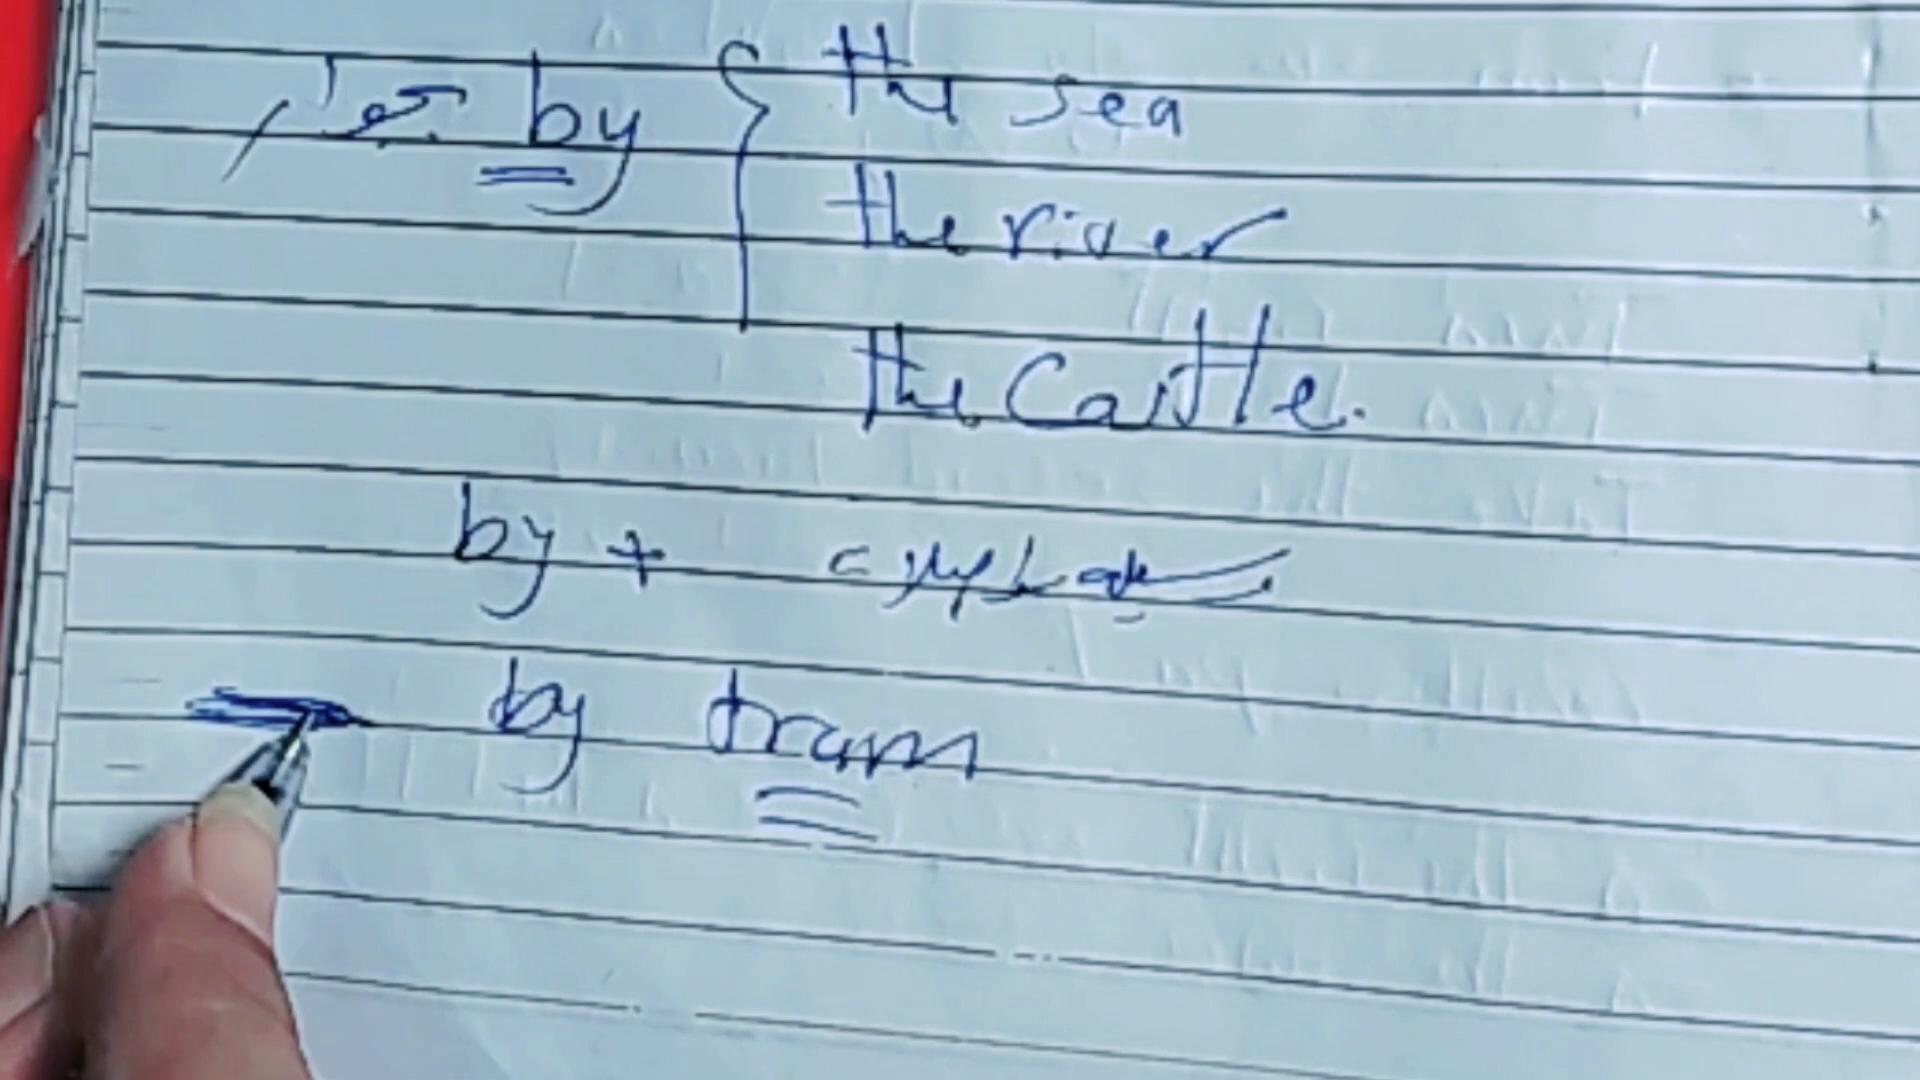 by { the sea
the river
the Castle.
by +
by tram